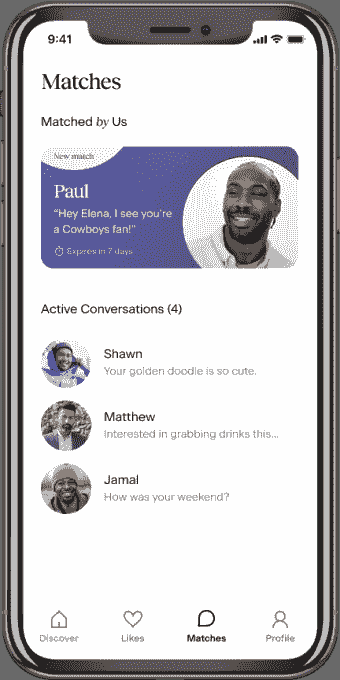 9:41
Matches
Matched by Us
New match
Paul
“Hey Elena, I see you’re
a Cowboys fan!”
Expires in 7 days
Active Conversations (4)
Shawn
Your golden doodle is so cute.
Matthew
Interested in grabbing drinks this...
Jamal
How was your weekend?
Discover
Likes
Matches
Profile